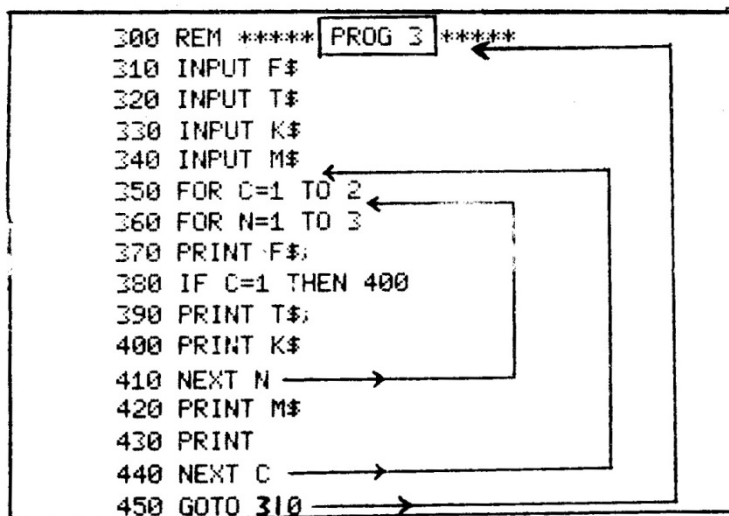 300 REM ***** PROG 3 *****
310 INPUT F$
320 INPUT T$
330 INPUT K$
340 INPUT M$
350 FOR C=1 TO 2
360 FOR N=1 TO 3
370 PRINT F$;
380 IF C=1 THEN 400
390 PRINT T$;
400 PRINT K$
410 NEXT N
420 PRINT M$
430 PRINT
440 NEXT C
450 GOTO 310